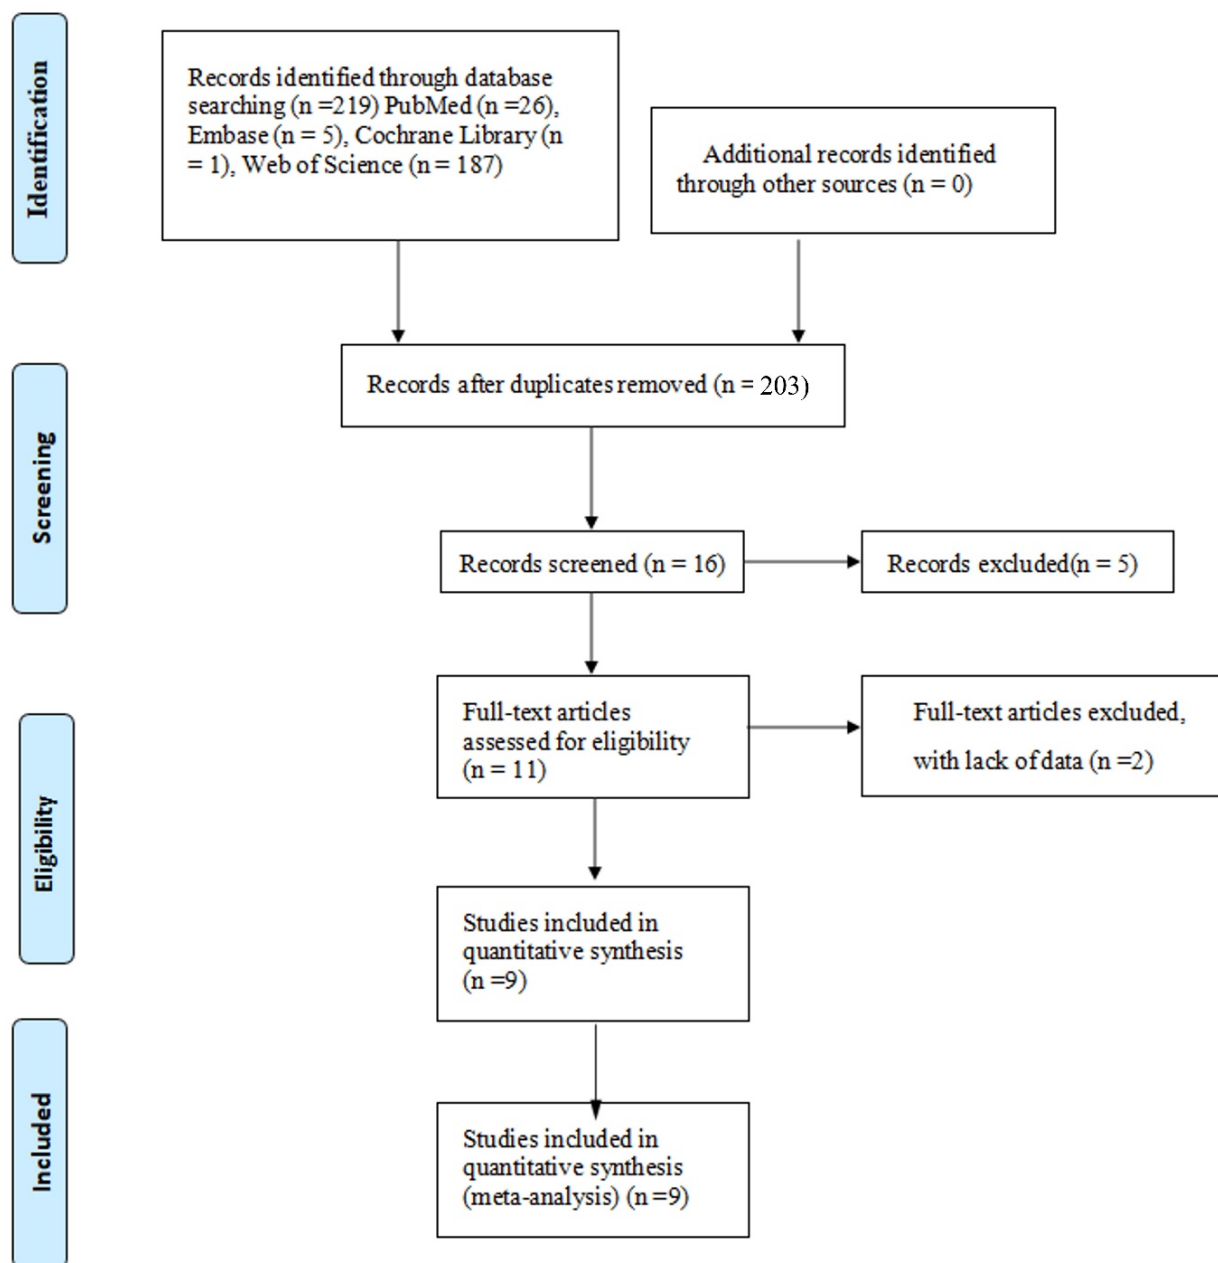 Identification
Records identified through database
searching (n =219) PubMed (n =26),
Embase (n = 5), Cochrane Library (n
= 1), Web of Science (n = 187)
Additional records identified
through other sources (n = 0)
Screening
Records after duplicates removed (n = 203)
Records screened (n = 16)
Records excluded(n = 5)
Eligibility
Full-text articles
assessed for eligibility
(n = 11)
Full-text articles excluded,
with lack of data (n =2)
Studies included in
quantitative synthesis
(n =9)
Included
Studies included in
quantitative synthesis
(meta-analysis) (n =9)